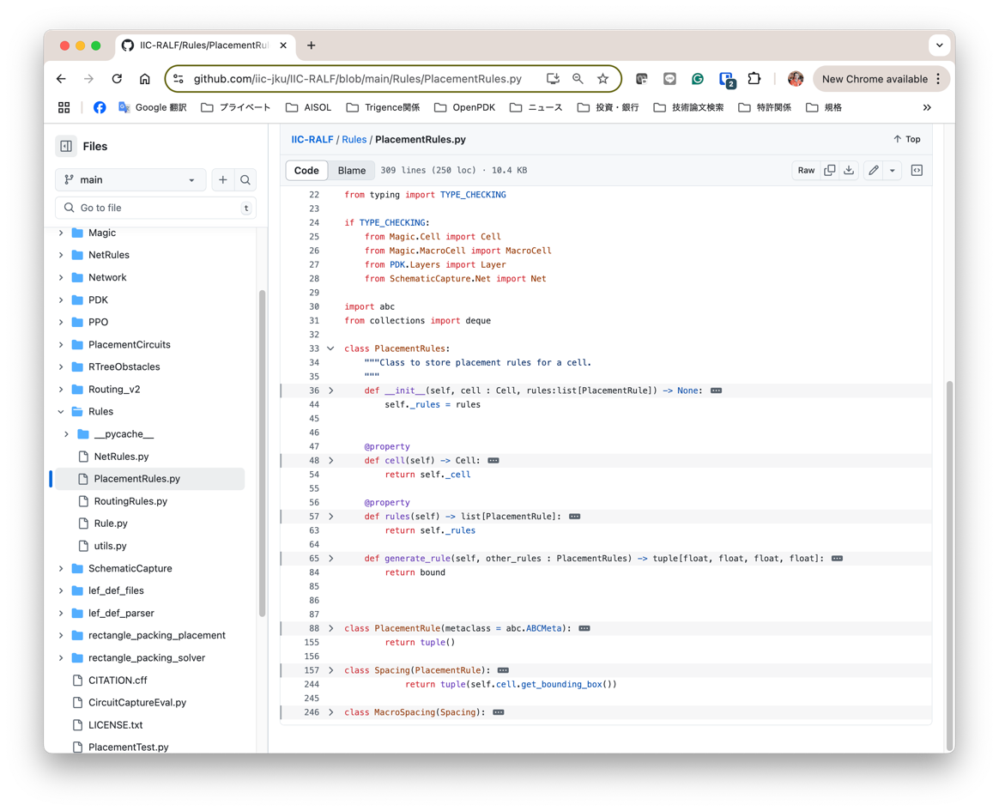 IIC-RALF/Rules/PlacementRul
github.com/iic-jku/IIC-RALF/blob/main/Rules/PlacementRules.py
2
New Chrome available
Google 翻訳
プライベート
AISOL
Trigence関係
OpenPDK
ニュース
投資・銀行
技術論文検索
特許関係
規格
Files
main
Go to file
t
Magic
NetRules
Network
PDK
PPO
PlacementCircuits
RTreeObstacles
Routing_v2
Rules
__pycache__
NetRules.py
PlacementRules.py
RoutingRules.py
Rule.py
utils.py
SchematicCapture
lef_def_files
lef_def_parser
rectangle_packing_placement
rectangle_packing_solver
CITATION.cff
CircuitCaptureEval.py
LICENSE.txt
PlacementTest.py
IIC-RALF / Rules / PlacementRules.py
Top
Code
Blame
309 lines (250 loc) · 10.4 KB
Raw
22 from typing import TYPE_CHECKING
23
24 if TYPE_CHECKING:
25 from Magic.Cell import Cell
26 from Magic.MacroCell import MacroCell
27 from PDK.Layers import Layer
28 from SchematicCapture.Net import Net
29
30 import abc
31 from collections import deque
32
33 class PlacementRules:
34 """Class to store placement rules for a cell.
35 """
36 def __init__(self, cell : Cell, rules:list[PlacementRule]) -> None:
44 self._rules = rules
45
46
47 @property
48 def cell(self) -> Cell:
54 return self._cell
55
56 @property
57 def rules(self) -> list[PlacementRule]:
63 return self._rules
64
65 def generate_rule(self, other_rules : PlacementRules) -> tuple[float, float, float, float]:
84 return bound
85
86
87
88 class PlacementRule(metaclass = abc.ABCMeta):
155 return tuple()
156
157 class Spacing(PlacementRule):
244 return tuple(self.cell.get_bounding_box())
245
246 class MacroSpacing(Spacing):